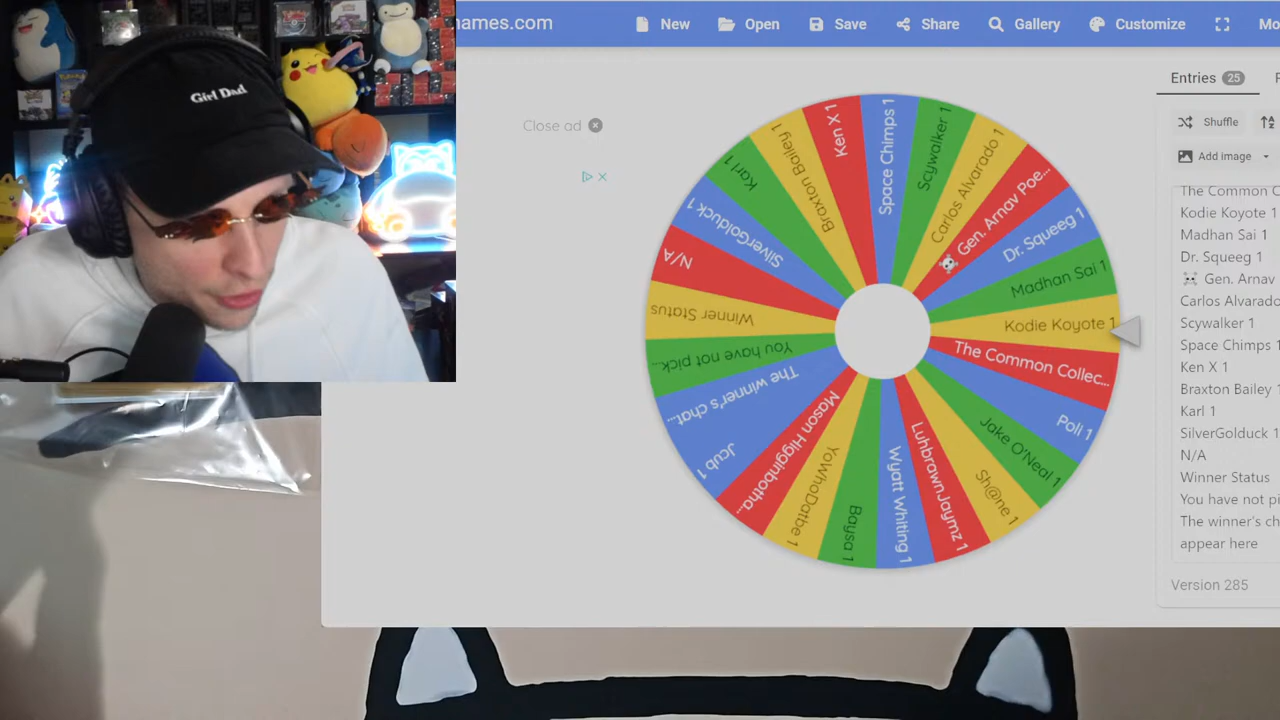 Girl Dad
names.com
New
Open
Save
Share
Gallery
Customize
Mo
Close ad
Entries 25
Shuffle
Add image
Ken X 1
Space Chimps 1
Scywalker 1
Carlos Alvarado 1
☠ Gen. Arnav Poe...
Dr. Squeeg 1
Madhan Sai 1
Kodie Koyote 1
The Common Collec...
Poli 1
Jake O'Neal 1
Sh@ne 1
LuhbrownJaymz 1
Wyatt Whiting 1
Baysa 1
YoWhoDatbe 1
Mason Higginbotha...
Jcub 1
The winner's chat...
You have not pick...
Winner Status
N/A
SilverGolduck 1
Karl 1
Braxton Bailey 1
The Common C
Kodie Koyote 1
Madhan Sai 1
Dr. Squeeg 1
☠ Gen. Arnav
Carlos Alvarado
Scywalker 1
Space Chimps 1
Ken X 1
Braxton Bailey 1
Karl 1
SilverGolduck 1
N/A
Winner Status
You have not pi
The winner's ch
appear here
Version 285